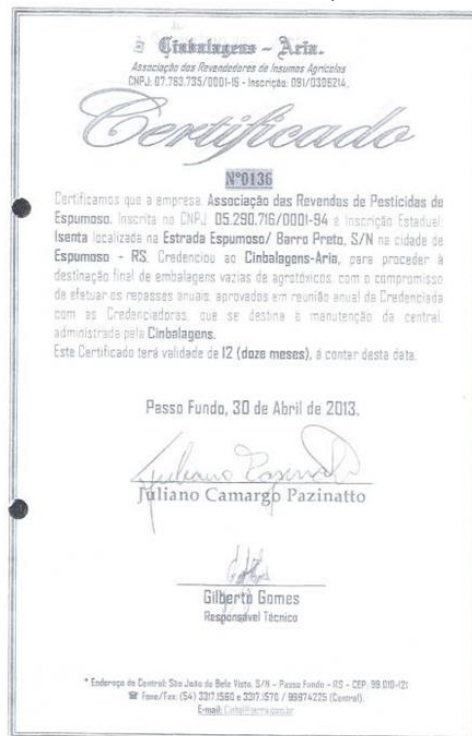 Cinbalagens – Aria.
Associação dos Revendedores de Insumos Agrícolas
CNPJ: 07.763.735/0001-16 - Inscrição: 091/0306214.
Certificado
Nº0136
Certificamos que a empresa: Associação das Revendas de Pesticidas de
Espumoso. Inscrita no CNPJ 05.290.716/0001-94 e Inscrição Estadual:
Isenta localizada na Estrada Espumoso/ Barro Preto, S/N na cidade de
Espumoso - RS. Credenciou ao Cinbalagens-Aria, para proceder à
destinação final de embalagens vazias de agrotóxicos, com o compromisso
de efetuar os repasses anuais, aprovados em reunião anual da Credenciada
com as Credenciadoras, que se destina à manutenção da central,
administrada pela Cinbalagens.
Este Certificado terá validade de 12 (doze meses), à contar desta data.
Passo Fundo, 30 de Abril de 2013.
Juliano Camargo Pazinatto
Gilberto Gomes
Responsável Técnico
* Endereço da Central: São João da Bela Vista, S/N – Passo Fundo – RS – CEP: 99.010-121
☎ Fone/Fax: (54) 3317.1560 e 3317.1570 / 99974225 (Central).
E-mail: